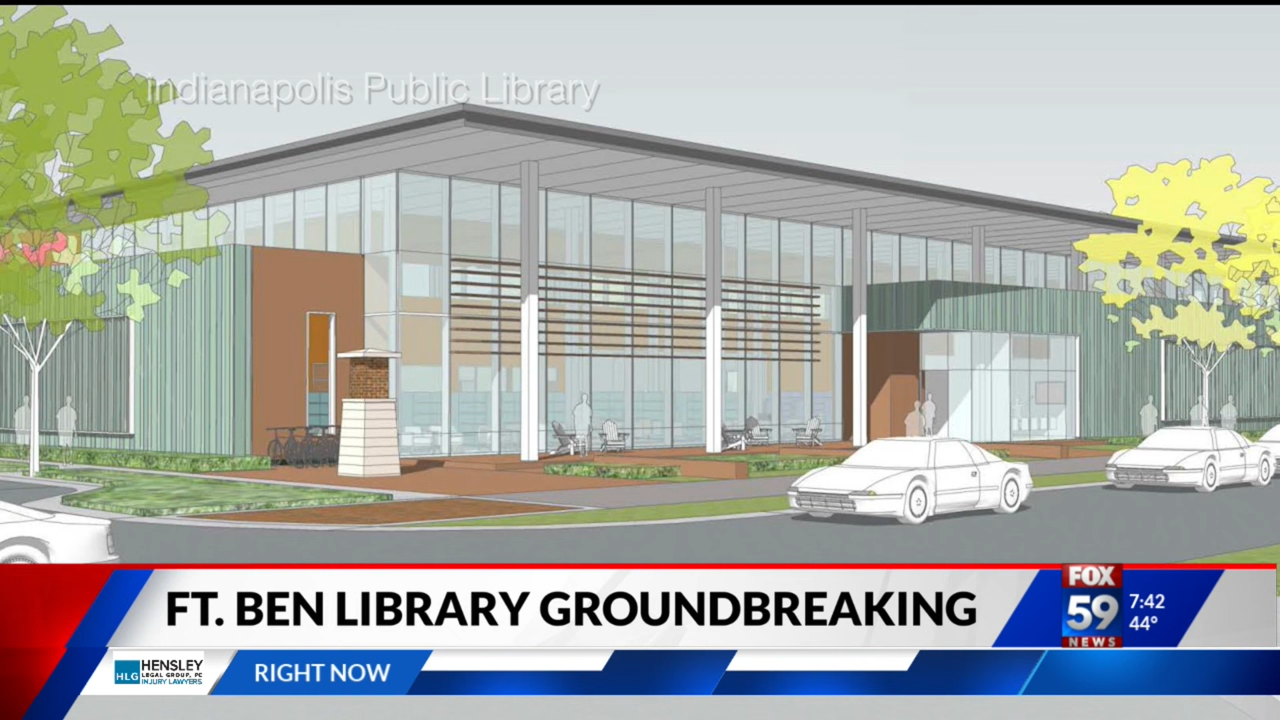 Indianapolis Public Library
FT. BEN LIBRARY GROUNDBREAKING
FOX
59
NEWS
7:42
44°
HLG
HENSLEY
LEGAL GROUP, PC
INJURY LAWYERS
RIGHT NOW